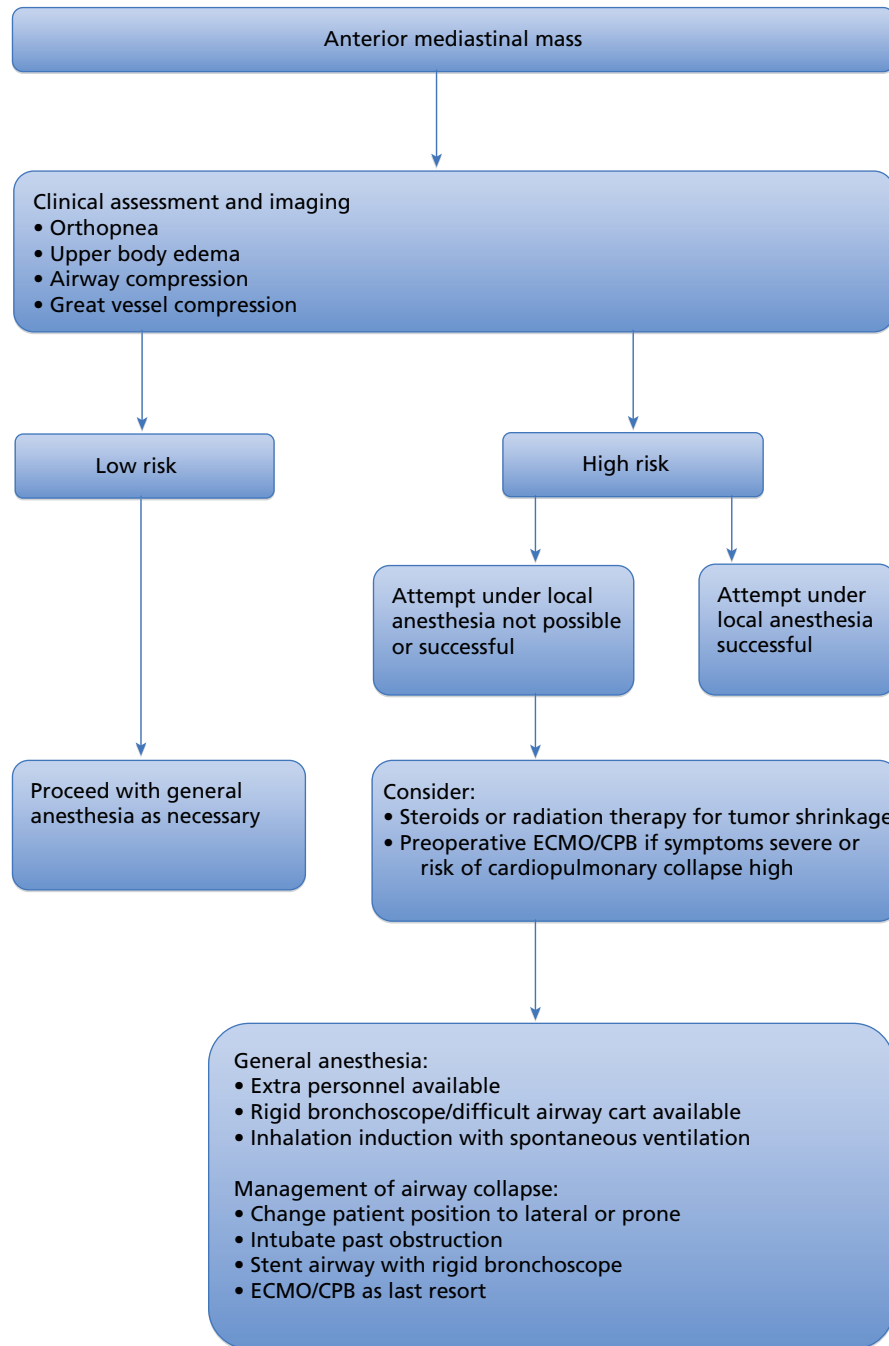 Anterior mediastinal mass
Clinical assessment and imaging
• Orthopnea
• Upper body edema
• Airway compression
• Great vessel compression
Low risk
High risk
Attempt under local
anesthesia not possible
or successful
Attempt under
local anesthesia
successful
Proceed with general
anesthesia as necessary
Consider:
• Steroids or radiation therapy for tumor shrinkage
• Preoperative ECMO/CPB if symptoms severe or
risk of cardiopulmonary collapse high
General anesthesia:
• Extra personnel available
• Rigid bronchoscope/difficult airway cart available
• Inhalation induction with spontaneous ventilation
Management of airway collapse:
• Change patient position to lateral or prone
• Intubate past obstruction
• Stent airway with rigid bronchoscope
• ECMO/CPB as last resort